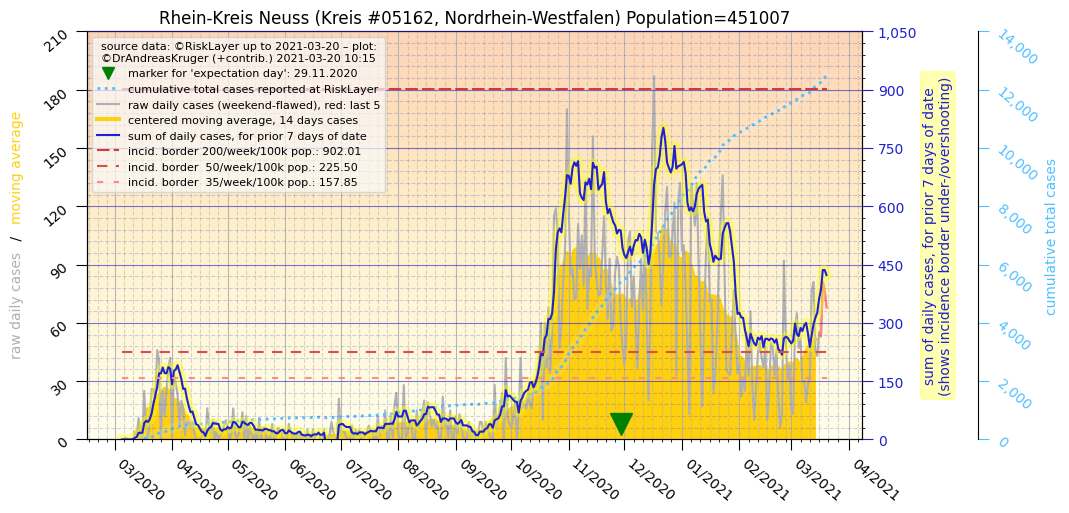 Rhein-Kreis Neuss (Kreis #05162, Nordrhein-Westfalen) Population=451007
source data: ©RiskLayer up to 2021-03-20 – plot:
©DrAndreasKruger (+contrib.) 2021-03-20 10:15
marker for 'expectation day': 29.11.2020
cumulative total cases reported at RiskLayer
raw daily cases (weekend-flawed), red: last 5
centered moving average, 14 days cases
sum of daily cases, for prior 7 days of date
incid. border 200/week/100k pop.: 902.01
incid. border  50/week/100k pop.: 225.50
incid. border  35/week/100k pop.: 157.85
raw daily cases / moving average
210
180
150
120
90
60
30
0
03/2020
04/2020
05/2020
06/2020
07/2020
08/2020
09/2020
10/2020
11/2020
12/2020
01/2021
02/2021
03/2021
04/2021
1,050
900
750
600
450
300
150
0
sum of daily cases, for prior 7 days of date
(shows incidence border under-/overshooting)
14,000
12,000
10,000
8,000
6,000
4,000
2,000
0
cumulative total cases